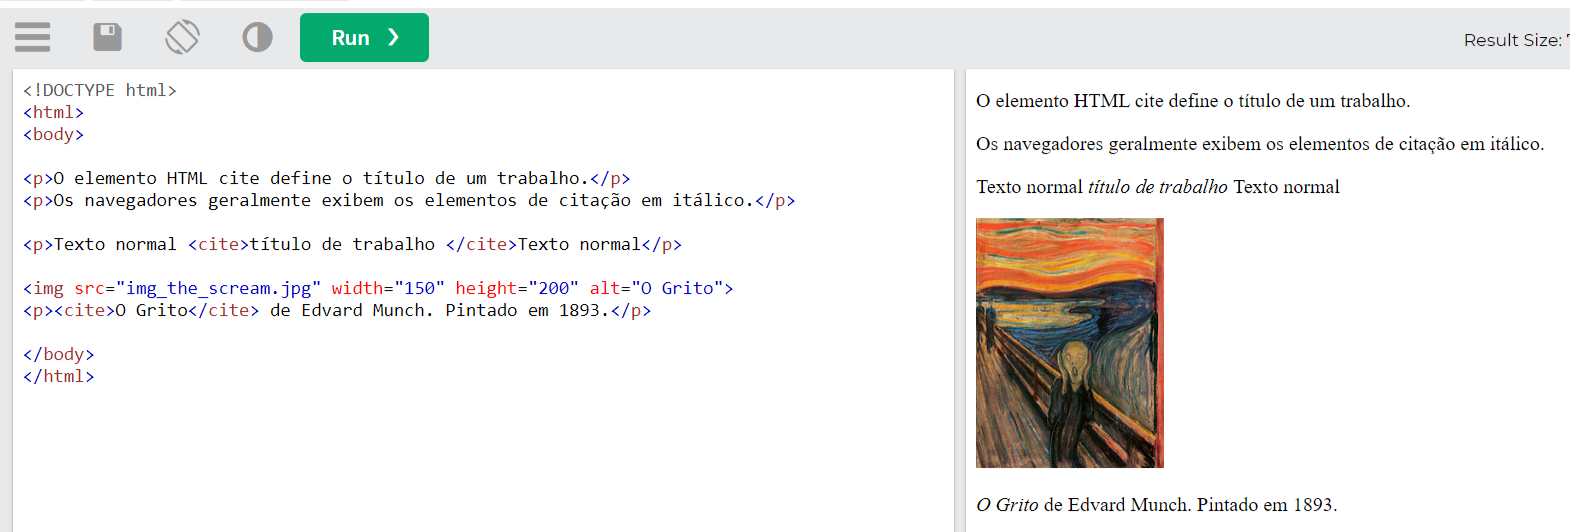 Run ❯
Result Size:
<!DOCTYPE html>
<html>
<body>
<p>O elemento HTML cite define o título de um trabalho.</p>
<p>Os navegadores geralmente exibem os elementos de citação em itálico.</p>
<p>Texto normal <cite>título de trabalho </cite>Texto normal</p>
<img src="img_the_scream.jpg" width="150" height="200" alt="O Grito">
<p><cite>O Grito</cite> de Edvard Munch. Pintado em 1893.</p>
</body>
</html>
O elemento HTML cite define o título de um trabalho.
Os navegadores geralmente exibem os elementos de citação em itálico.
Texto normal título de trabalho Texto normal
O Grito de Edvard Munch. Pintado em 1893.